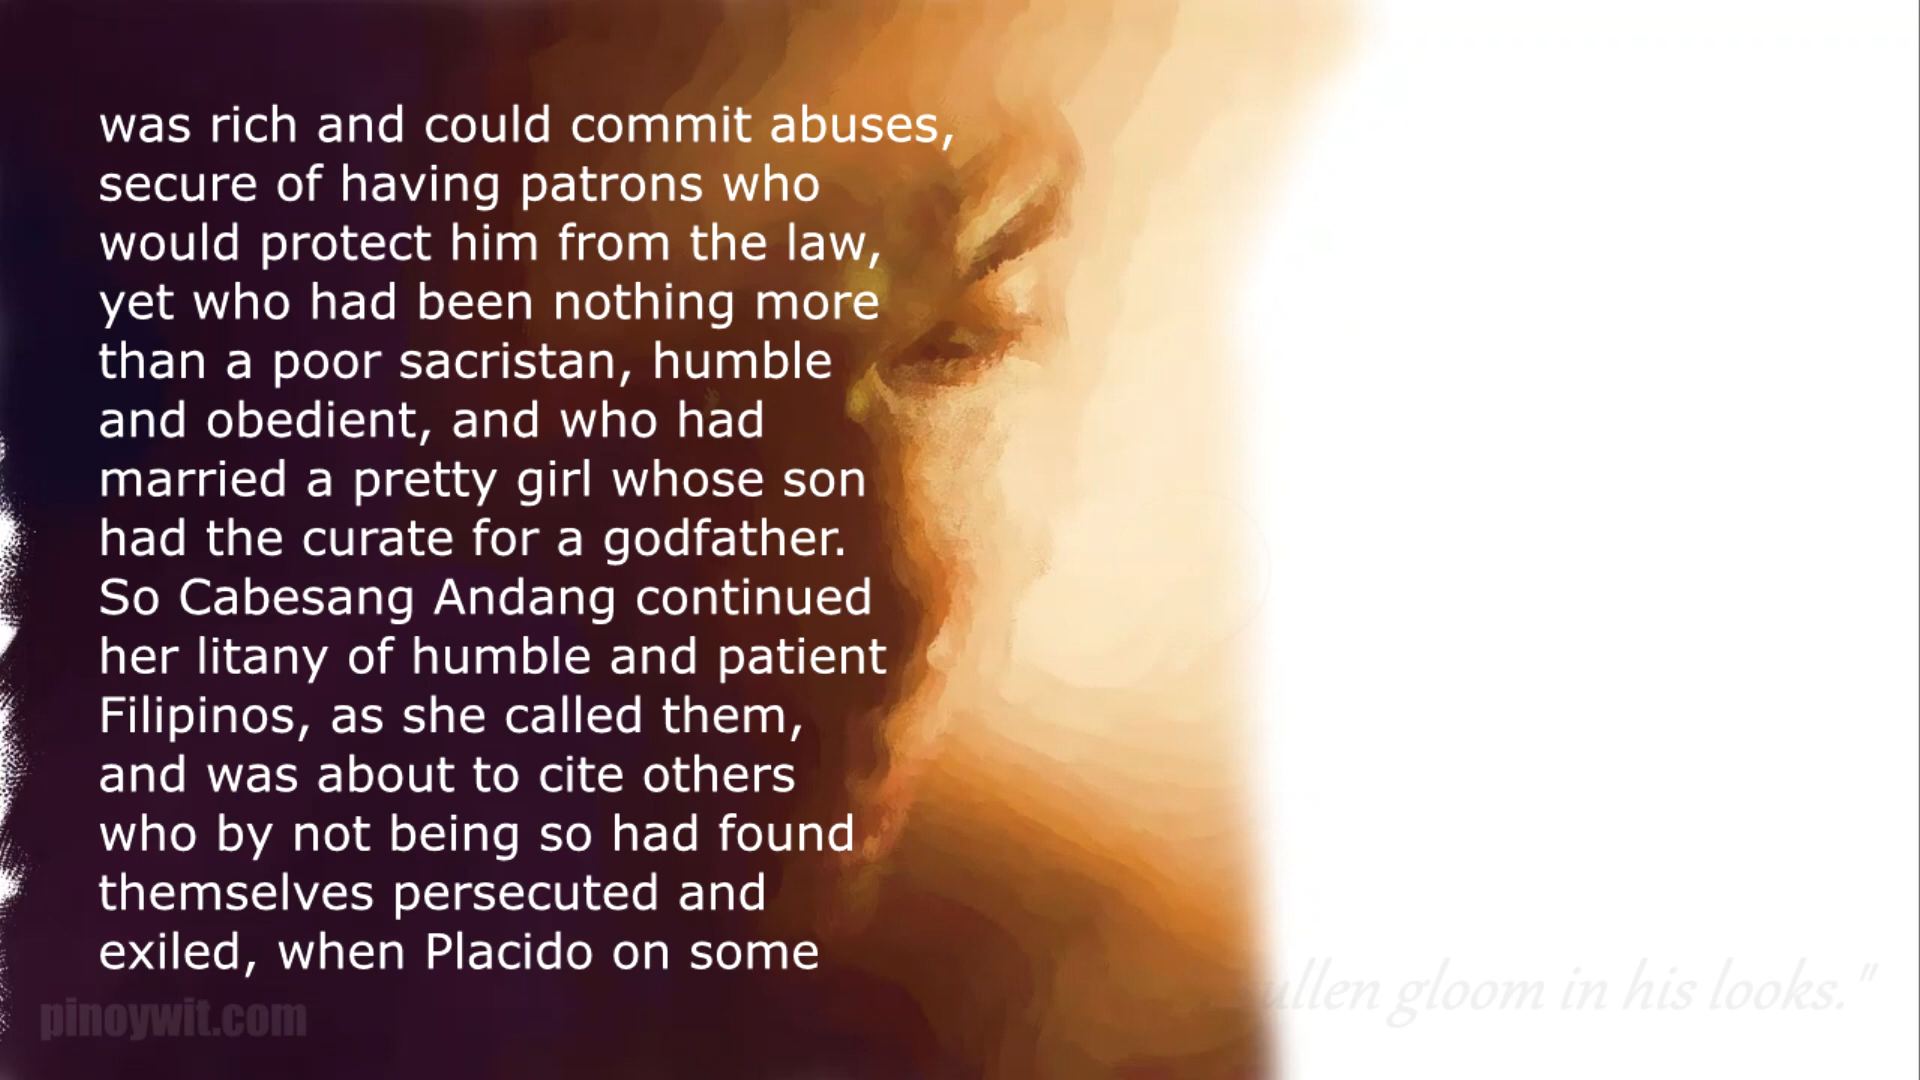 was rich and could commit abuses,
secure of having patrons who
would protect him from the law,
yet who had been nothing more
than a poor sacristan, humble
and obedient, and who had
married a pretty girl whose son
had the curate for a godfather.
So Cabesang Andang continued
her litany of humble and patient
Filipinos, as she called them,
and was about to cite others
who by not being so had found
themselves persecuted and
exiled, when Placido on some
gloom in his looks."
pinoywit.com